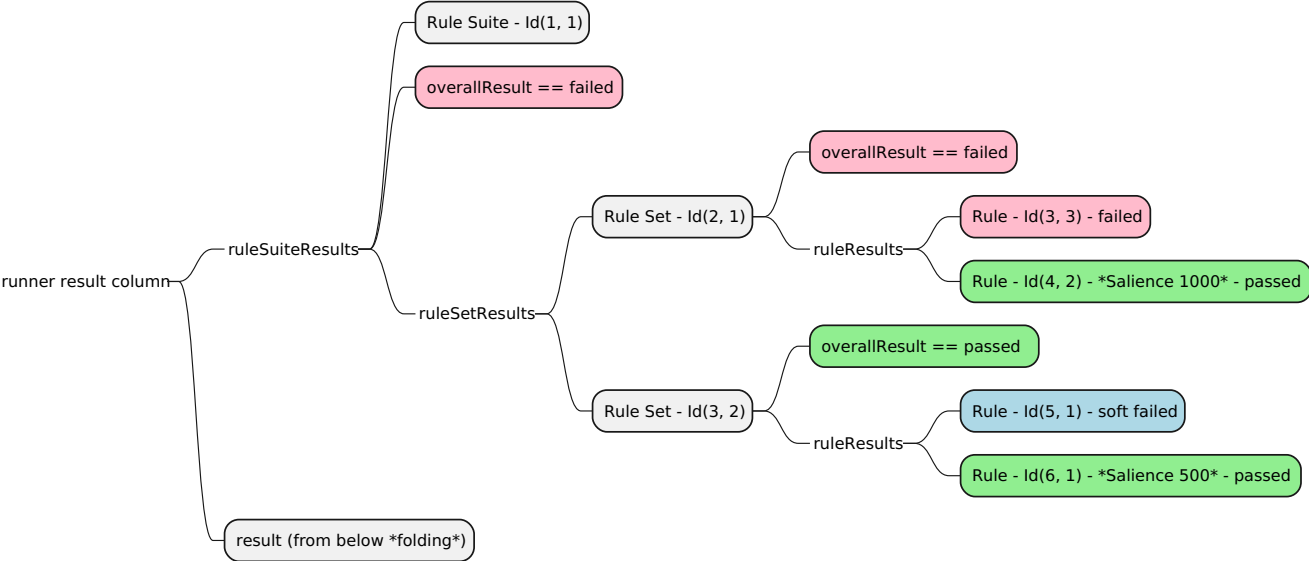 Rule Suite - Id(1, 1)
overallResult == failed
overallResult == failed
Rule Set - Id(2, 1)
Rule - Id(3, 3) - failed
ruleSuiteResults
ruleResults
runner result column
Rule - Id(4, 2) - *Salience 1000* - passed
ruleSetResults
overallResult == passed
Rule Set - Id(3, 2)
Rule - Id(5, 1) - soft failed
ruleResults
Rule - Id(6, 1) - *Salience 500* - passed
result (from below *folding*)